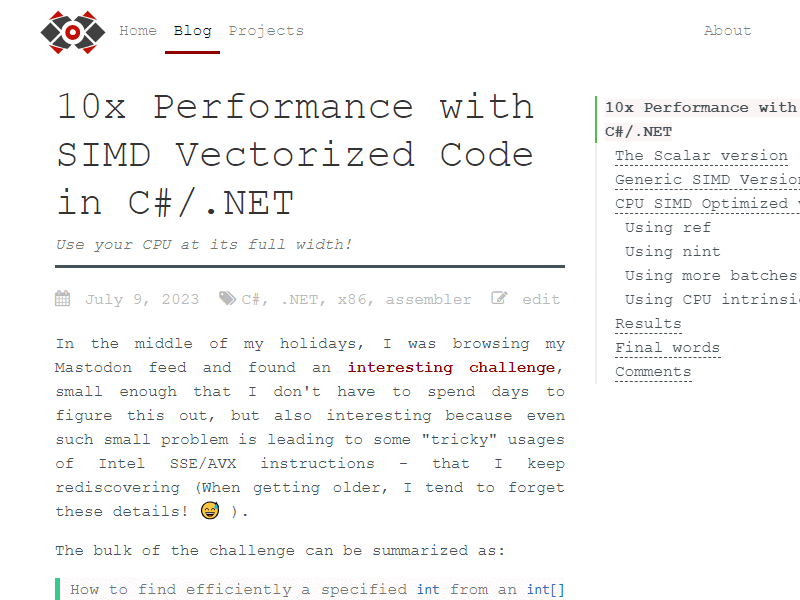 Home Blog Projects About
10x Performance with
SIMD Vectorized Code
in C#/.NET
Use your CPU at its full width!
July 9, 2023 C#, .NET, x86, assembler edit
In the middle of my holidays, I was browsing my
Mastodon feed and found an interesting challenge,
small enough that I don't have to spend days to
figure this out, but also interesting because even
such small problem is leading to some "tricky" usages
of Intel SSE/AVX instructions - that I keep
rediscovering (When getting older, I tend to forget
these details! 😅 ).
The bulk of the challenge can be summarized as:
How to find efficiently a specified int from an int[]
10x Performance with
C#/.NET
The Scalar version
Generic SIMD Version
CPU SIMD Optimized v
Using ref
Using nint
Using more batches
Using CPU intrinsi
Results
Final words
Comments